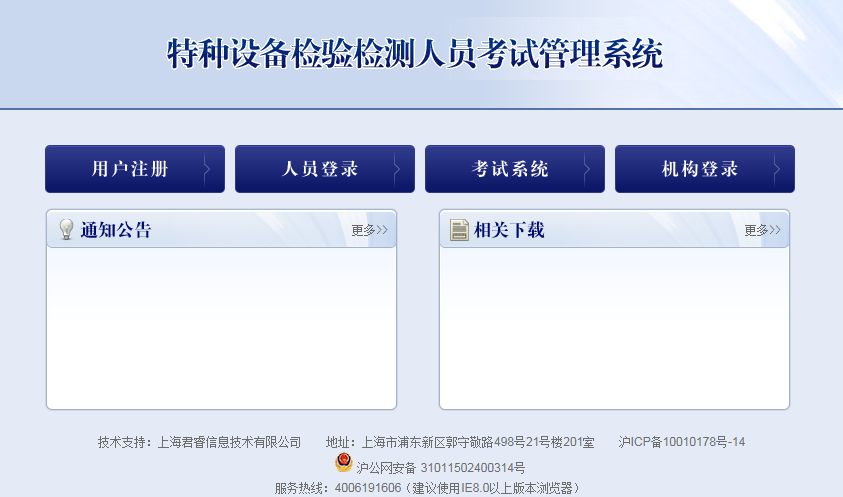 特种设备检验检测人员考试管理系统
用户注册 人员登录 考试系统 机构登录
通知公告 更多>> 相关下载 更多>>
技术支持：上海君睿信息技术有限公司 地址：上海市浦东新区郭守敬路498号21号楼201室 沪ICP备10010178号-14
沪公网安备 31011502400314号
服务热线：4006191606（建议使用IE8.0以上版本浏览器）